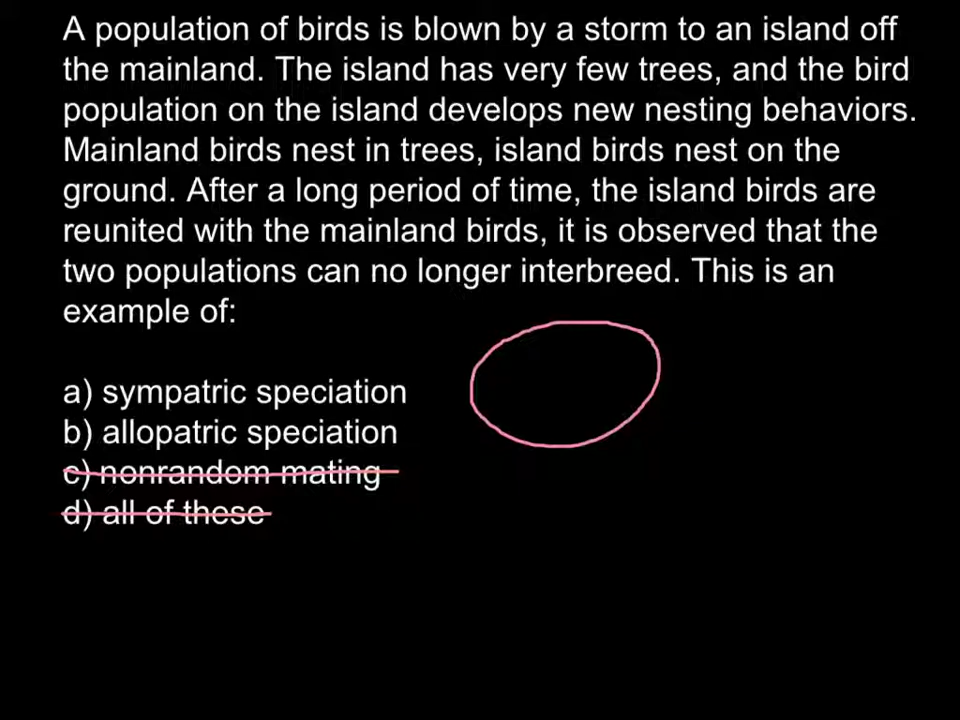 A population of birds is blown by a storm to an island off
the mainland. The island has very few trees, and the bird
population on the island develops new nesting behaviors.
Mainland birds nest in trees, island birds nest on the
ground. After a long period of time, the island birds are
reunited with the mainland birds, it is observed that the
two populations can no longer interbreed. This is an
example of:
a) sympatric speciation
b) allopatric speciation
c) nonrandom mating
d) all of these